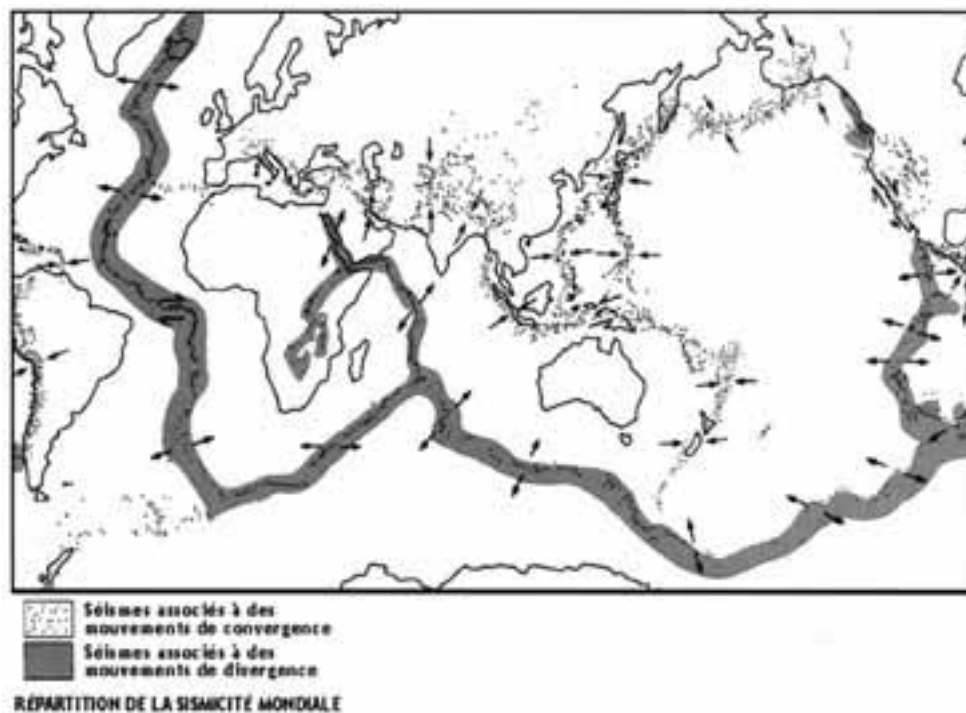 Séismes associés à des
mouvements de convergence
Séismes associés à des
mouvements de divergence
RÉPARTITION DE LA SISMICITÉ MONDIALE